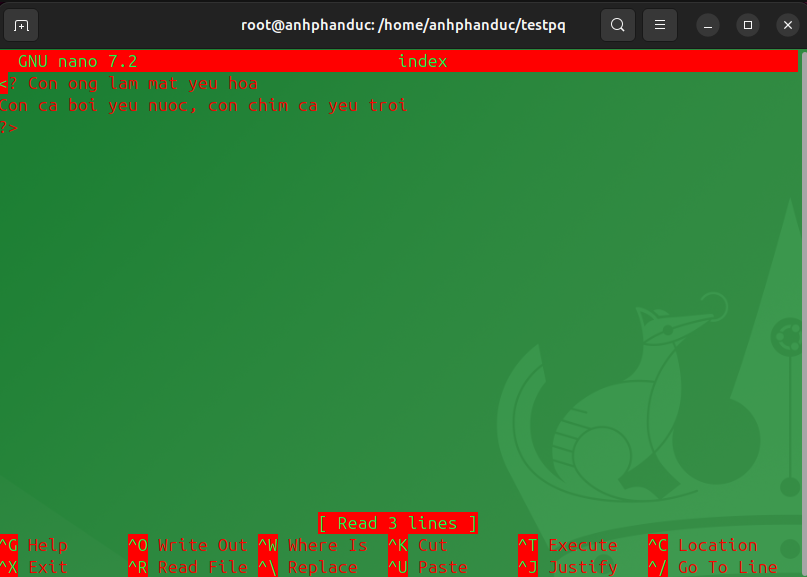 root@anhphanduc: /home/anhphanduc/testpq
GNU nano 7.2 index
<? Con ong lam mat yeu hoa
Con ca boi yeu nuoc, con chim ca yeu troi
?>
[ Read 3 lines ]
^G Help ^O Write Out ^W Where Is ^K Cut ^T Execute ^C Location
^X Exit ^R Read File ^\ Replace ^U Paste ^J Justify ^/ Go To Line